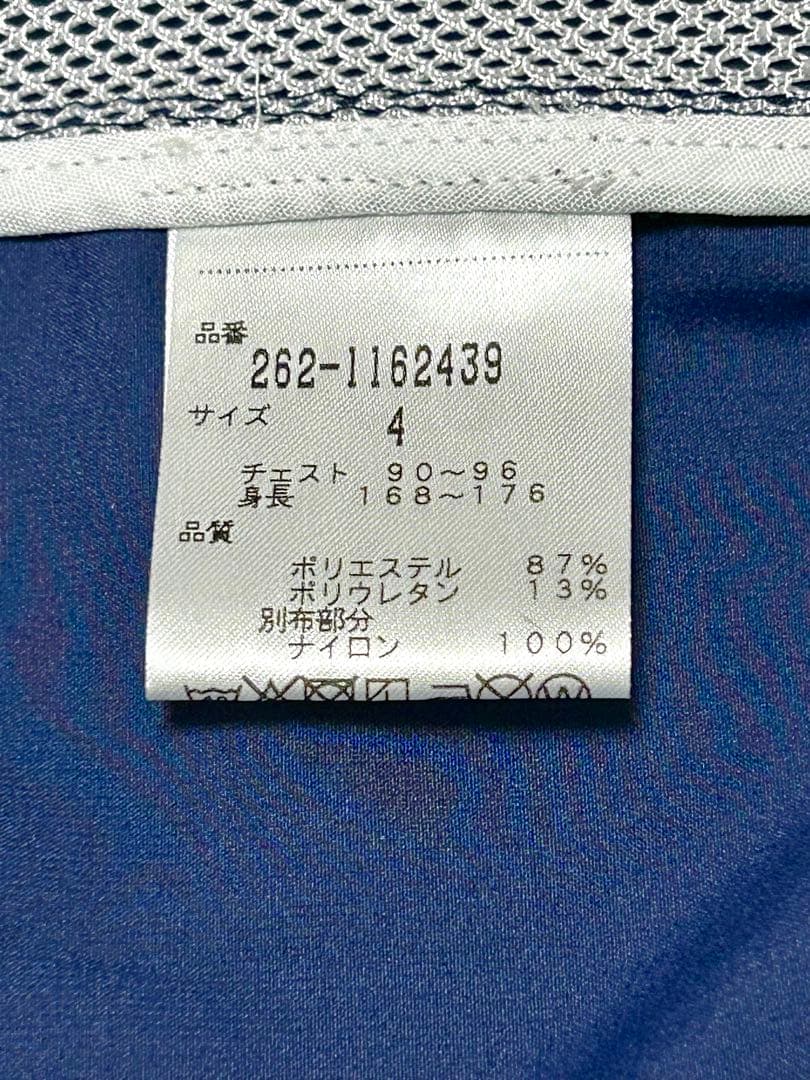 品番
262-1162439
サイズ
4
チェスト 90～96
身長 168～176
品質
ポリエステル 87%
ポリウレタン 13%
別布部分
ナイロン 100%